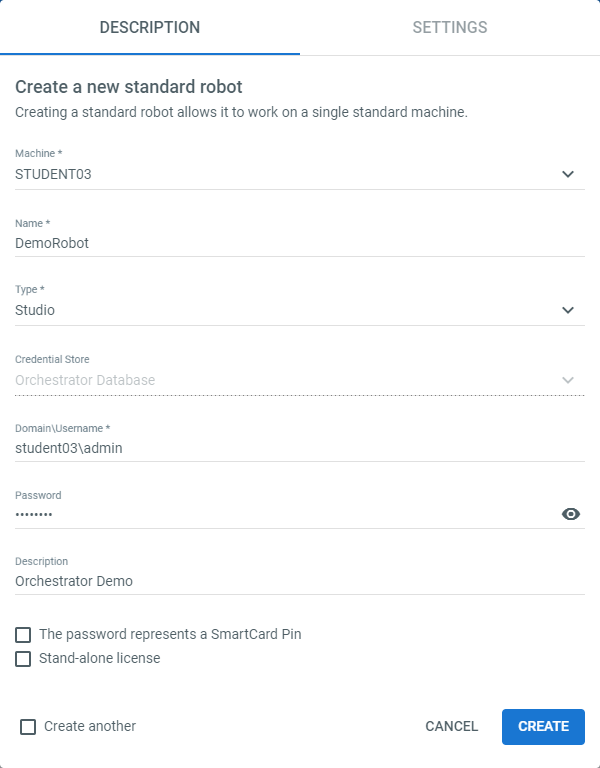 DESCRIPTION SETTINGS
Create a new standard robot
Creating a standard robot allows it to work on a single standard machine.
Machine *
STUDENT03
Name *
DemoRobot
Type *
Studio
Credential Store
Orchestrator Database
Domain\Username *
student03\admin
Password
••••••••
Description
Orchestrator Demo
The password represents a SmartCard Pin
Stand-alone license
Create another CANCEL CREATE